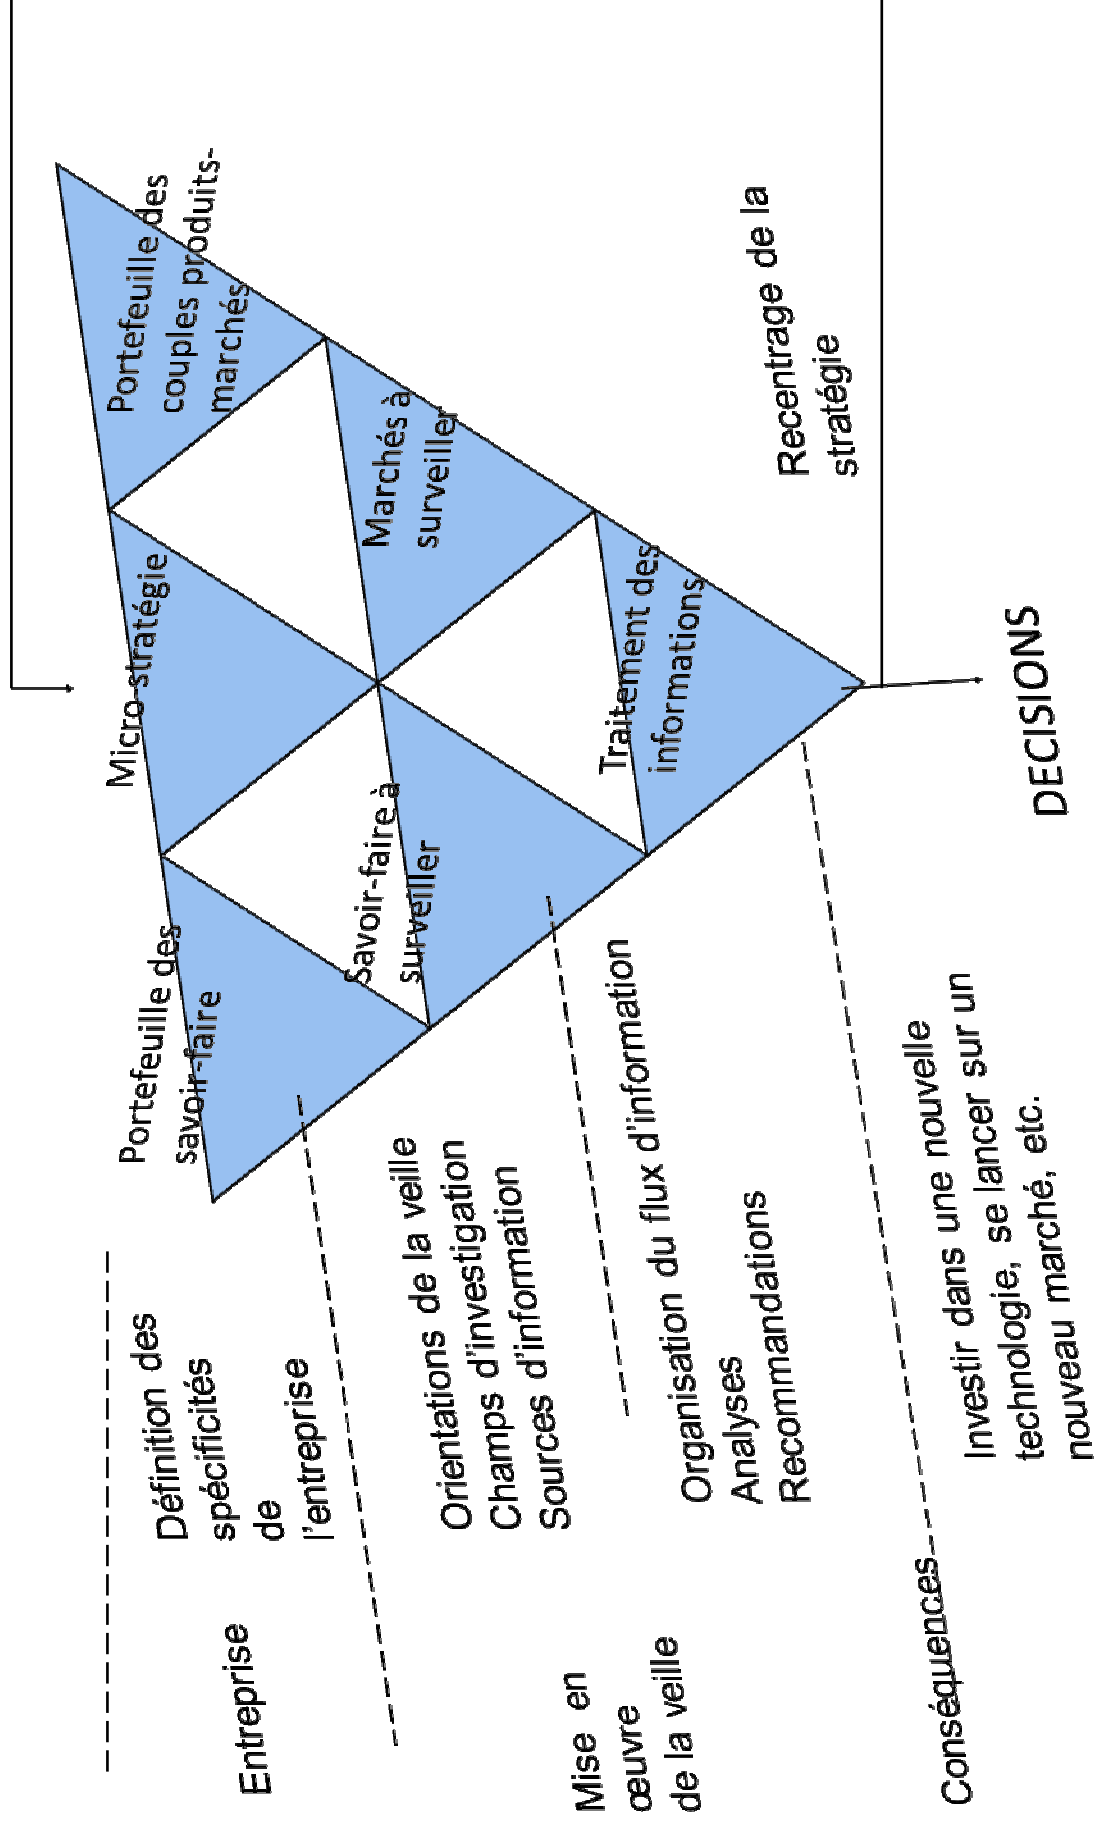 Entreprise
Définition des
spécificités
de
l'entreprise
Portefeuille des
savoir-faire
Micro-stratégie
Portefeuille des
couples produits-
marchés
Mise en
œuvre
de la veille
Orientations de la veille
Champs d'investigation
Sources d'information
Savoir-faire à
surveiller
Marchés à
surveiller
Organisation du flux d'information
Analyses
Recommandations
Traitement des
informations
Recentrage de la
stratégie
Conséquences
Investir dans une nouvelle
technologie, se lancer sur un
nouveau marché, etc.
DECISIONS